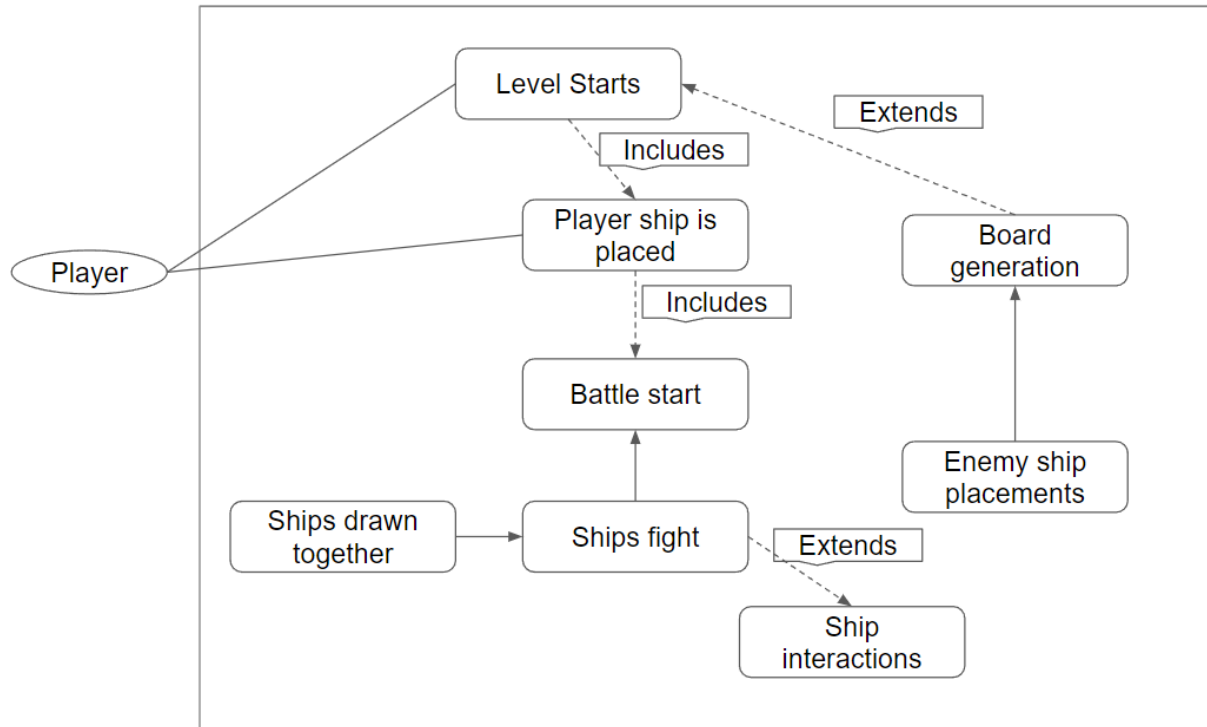 Level Starts
Extends
Includes
Player ship is
placed
Board
generation
Player
Includes
Battle start
Enemy ship
placements
Ships drawn
together
Ships fight
Extends
Ship
interactions